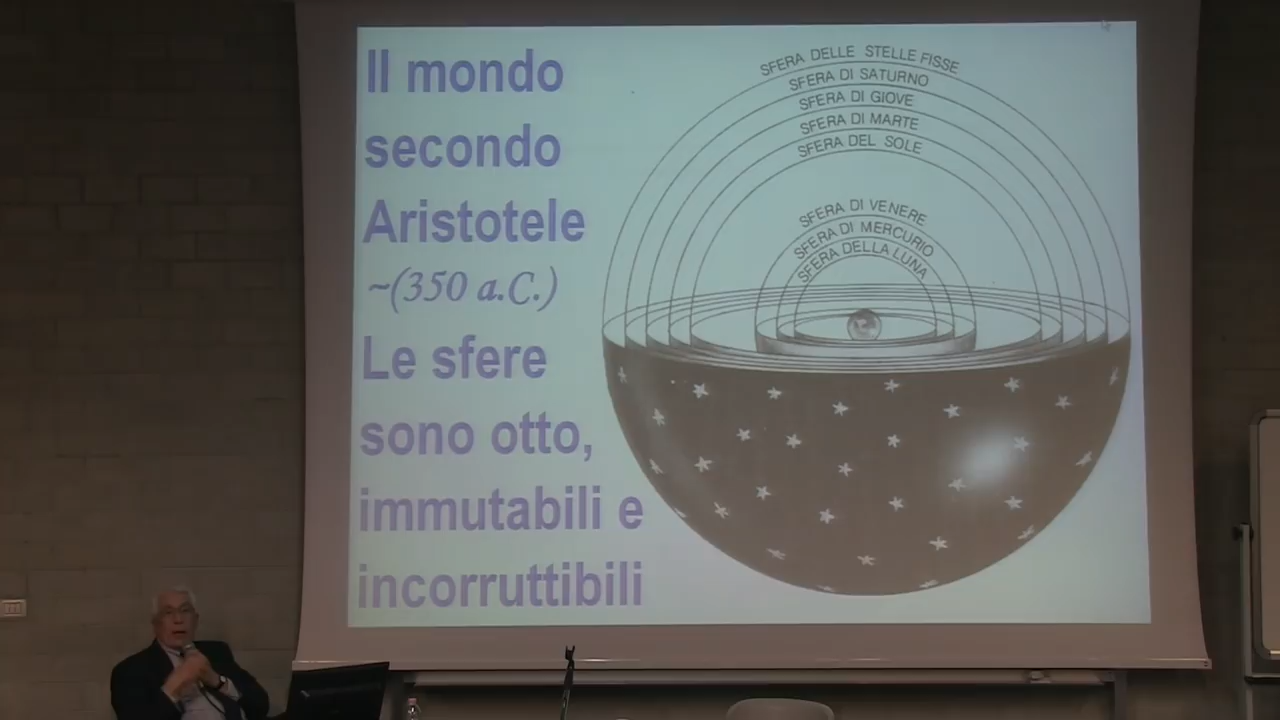 Il mondo
secondo
Aristotele
~(350 a.C.)
Le sfere
sono otto,
immutabili e
incorruttibili
SFERA DELLE STELLE FISSE
SFERA DI SATURNO
SFERA DI GIOVE
SFERA DI MARTE
SFERA DEL SOLE
SFERA DI VENERE
SFERA DI MERCURIO
SFERA DELLA LUNA